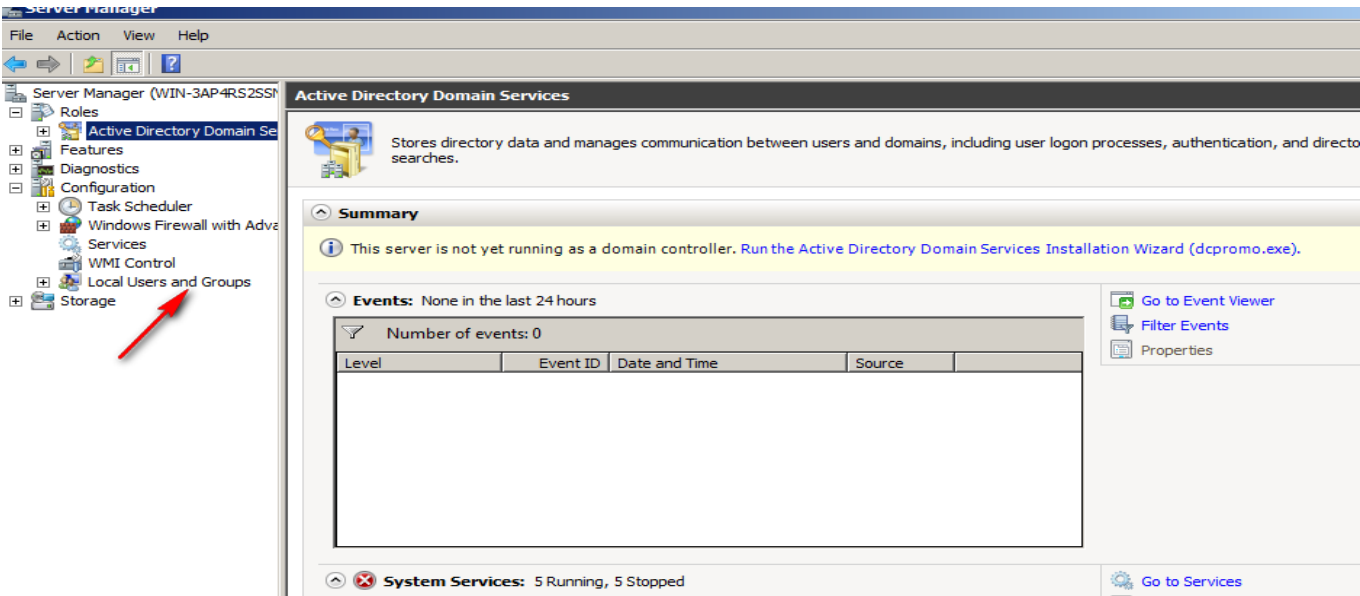 Server Manager
File Action View Help
Server Manager (WIN-3AP4RS2SSN
Roles
Active Directory Domain Se
Features
Diagnostics
Configuration
Task Scheduler
Windows Firewall with Adva
Services
WMI Control
Local Users and Groups
Storage
Active Directory Domain Services
Stores directory data and manages communication between users and domains, including user logon processes, authentication, and directo
searches.
Summary
This server is not yet running as a domain controller. Run the Active Directory Domain Services Installation Wizard (dcpromo.exe).
Events: None in the last 24 hours
Number of events: 0
Level Event ID Date and Time Source
Go to Event Viewer
Filter Events
Properties
System Services: 5 Running, 5 Stopped
Go to Services